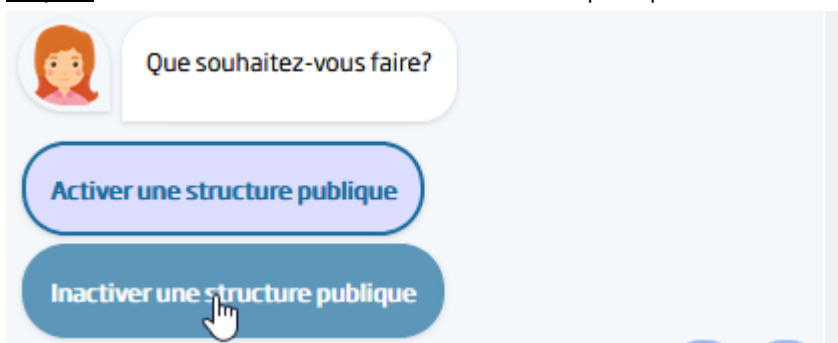 Que souhaitez-vous faire?
Activer une structure publique
Inactiver une structure publique